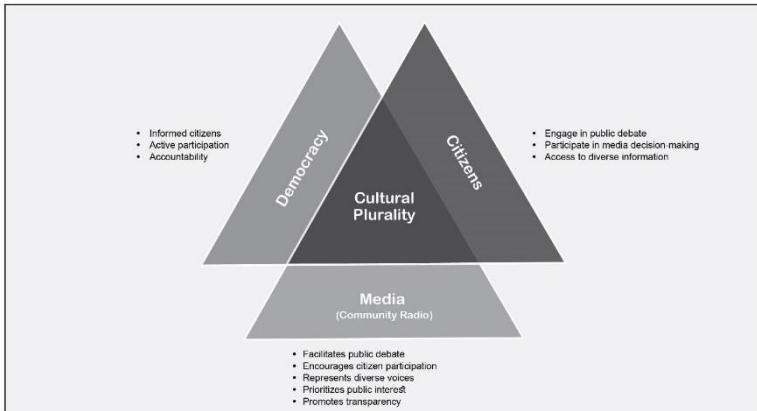 • Informed citizens
• Active participation
• Accountability
Democracy
Citizens
• Engage in public debate
• Participate in media decision-making
• Access to diverse information
Cultural
Plurality
Media
(Community Radio)
• Facilitates public debate
• Encourages citizen participation
• Represents diverse voices
• Prioritizes public interest
• Promotes transparency